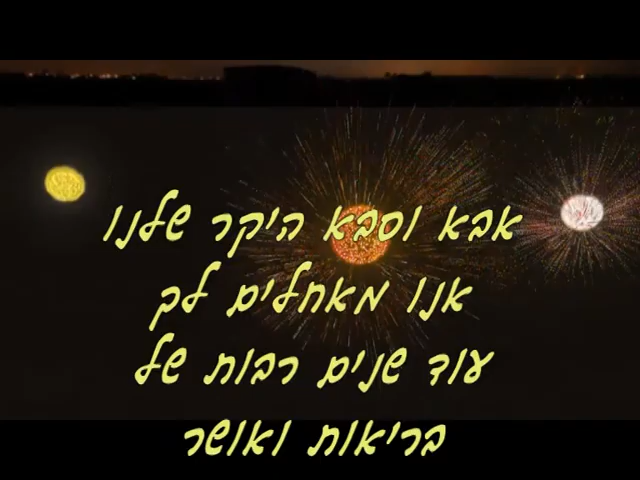 אבא וסבא היקר שלנו
אנו מאחלים לך
עוד שנים רבות של
בריאות ואושר